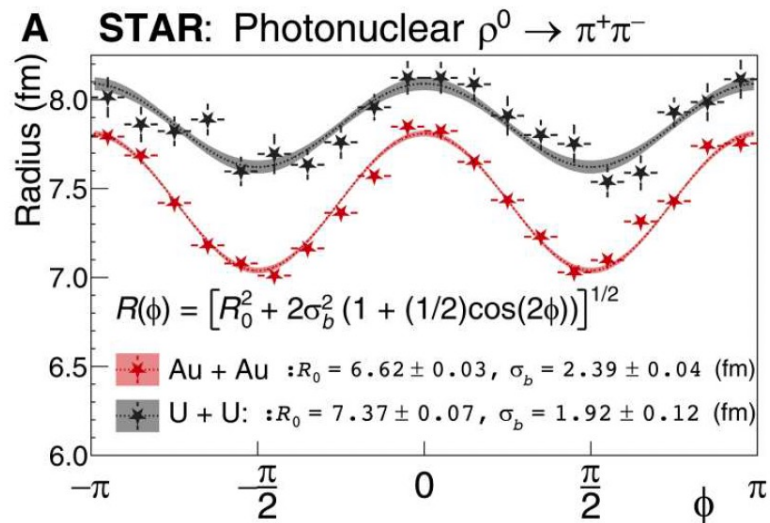 A STAR: Photonuclear ρ⁰ → π⁺π⁻
Radius (fm)
8.0
7.5
7.0
6.5
6.0
R(ϕ) = [R₀² + 2σ_b² (1 + (1/2)cos(2ϕ))]^1/2
Au + Au :R₀ = 6.62 ± 0.03, σ_b = 2.39 ± 0.04 (fm)
U + U: :R₀ = 7.37 ± 0.07, σ_b = 1.92 ± 0.12 (fm)
−π −π/2 0 π/2 ϕ π